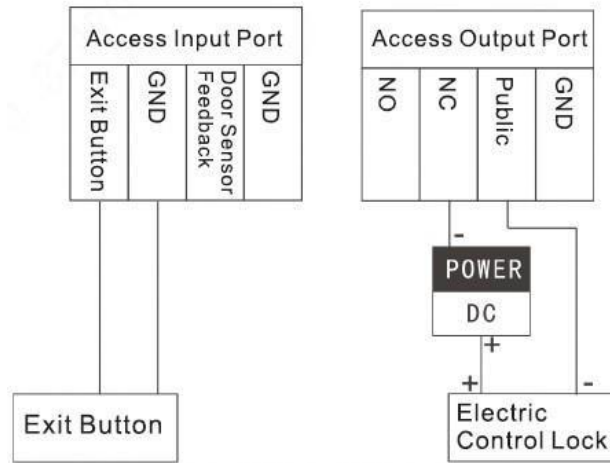 Access Input Port
Exit Button
GND
Door Sensor
Feedback
GND
Exit Button
Access Output Port
NO
NC
Public
GND
-
POWER
DC
+
+
-
Electric
Control Lock